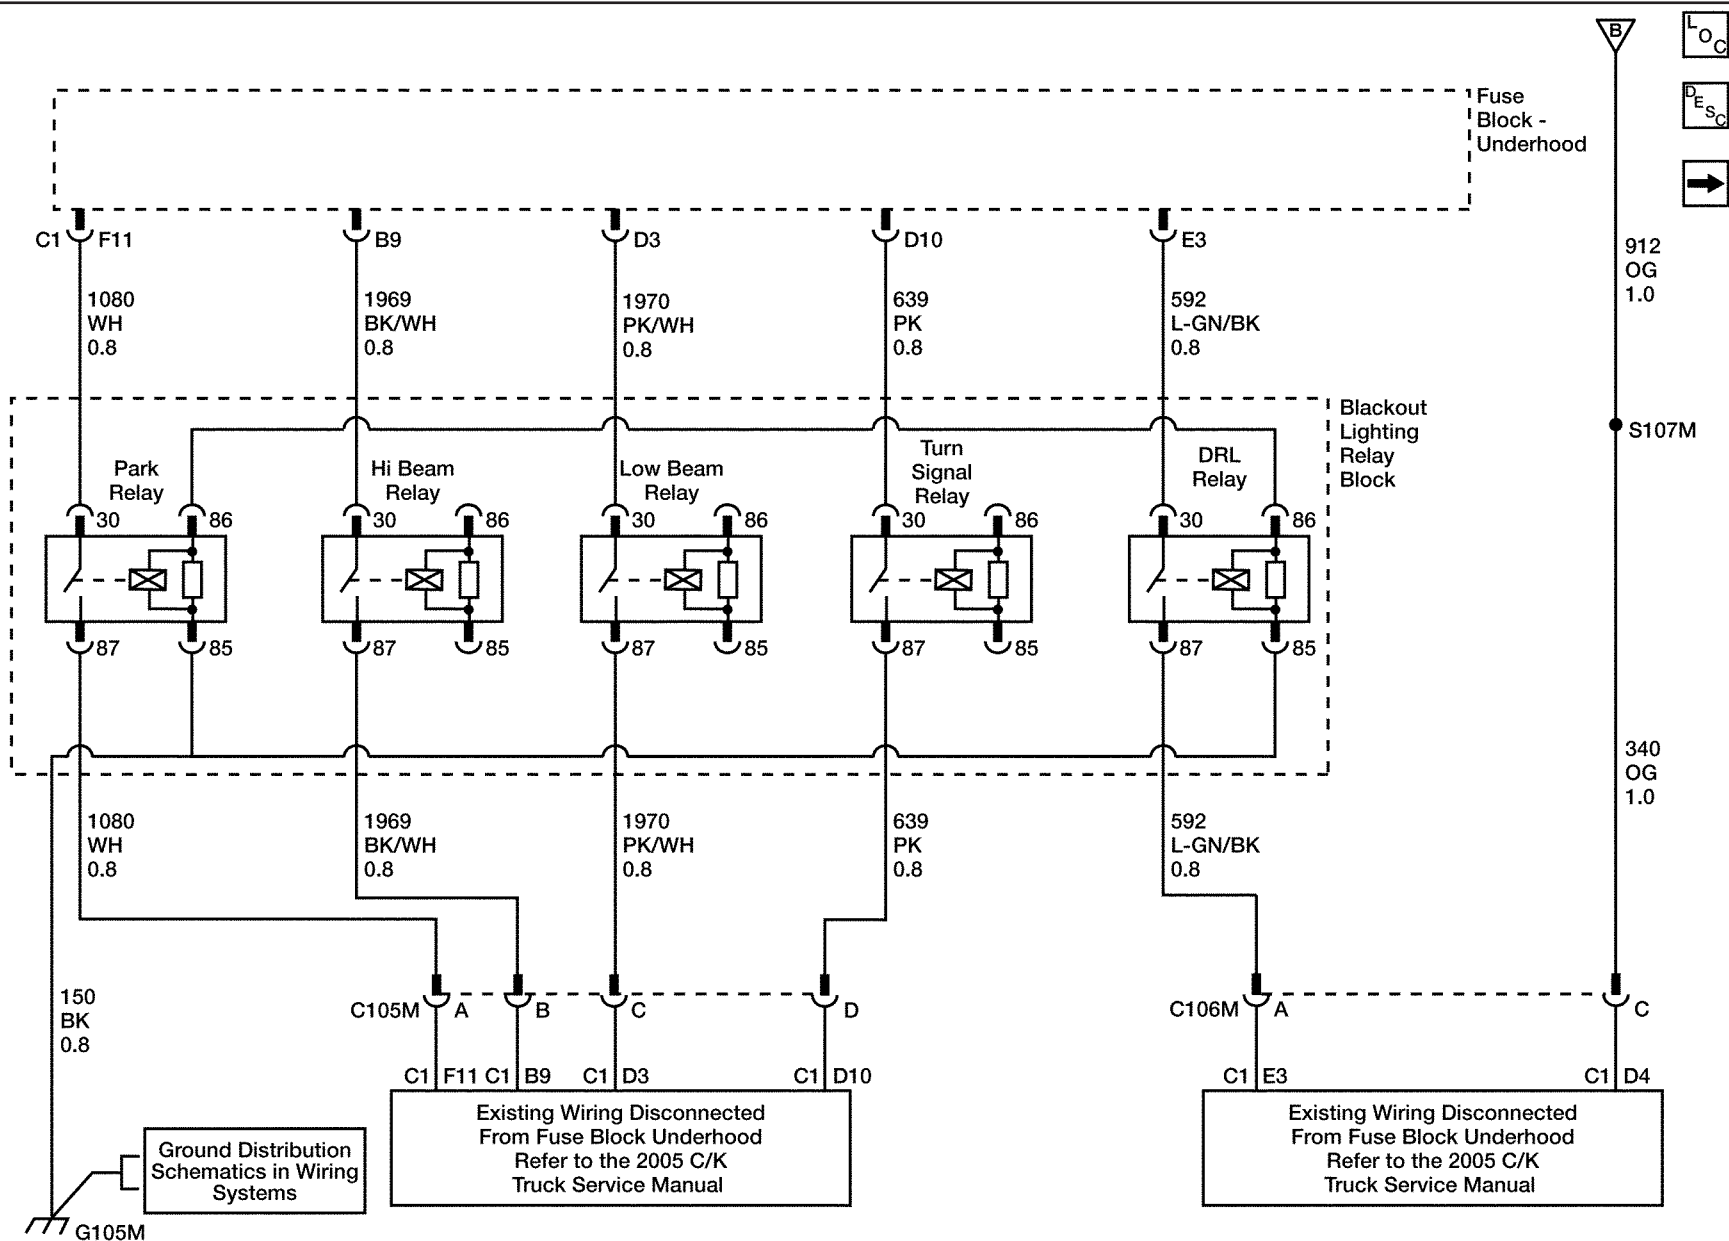 B
LOC
DESC
Fuse
Block -
Underhood
C1 F11 B9 D3 D10 E3
1080
WH
0.8
1969
BK/WH
0.8
1970
PK/WH
0.8
639
PK
0.8
592
L-GN/BK
0.8
912
OG
1.0
Blackout
Lighting
Relay
Block
S107M
Park
Relay
Hi Beam
Relay
Low Beam
Relay
Turn
Signal
Relay
DRL
Relay
30 86 30 86 30 86 30 86 30 86
87 85 87 85 87 85 87 85 87 85
340
OG
1.0
1080
WH
0.8
1969
BK/WH
0.8
1970
PK/WH
0.8
639
PK
0.8
592
L-GN/BK
0.8
150
BK
0.8
C105M A B C D C106M A C
C1 F11 C1 B9 C1 D3 C1 D10 C1 E3 C1 D4
Existing Wiring Disconnected
From Fuse Block Underhood
Refer to the 2005 C/K
Truck Service Manual
Existing Wiring Disconnected
From Fuse Block Underhood
Refer to the 2005 C/K
Truck Service Manual
Ground Distribution
Schematics in Wiring
Systems
G105M